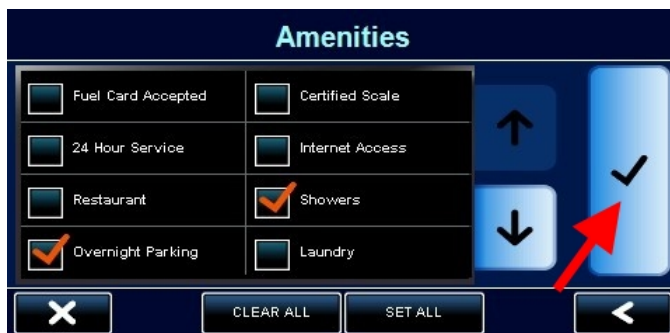 Amenities
Fuel Card Accepted
Certified Scale
24 Hour Service
Internet Access
Restaurant
Showers
Overnight Parking
Laundry
CLEAR ALL
SET ALL